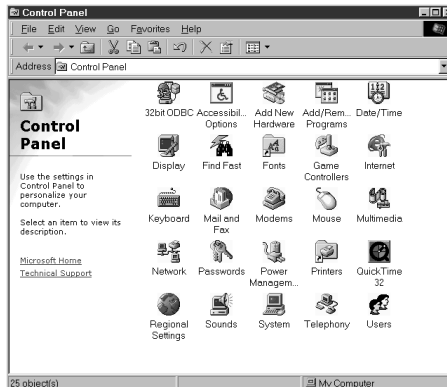 Control Panel
File Edit View Go Favorites Help
Address Control Panel
Control
Panel
Use the settings in
Control Panel to
personalize your
computer.
Select an item to view its
description.
Microsoft Home
Technical Support
32bit ODBC Accessibil... Add New Add/Rem... Date/Time
Options Hardware Programs
Display Find Fast Fonts Game Internet
Controllers
Keyboard Mail and Modems Mouse Multimedia
Fax
Network Passwords Power Printers QuickTime
Managem... 32
Regional Sounds System Telephony Users
Settings
25 object(s) My Computer